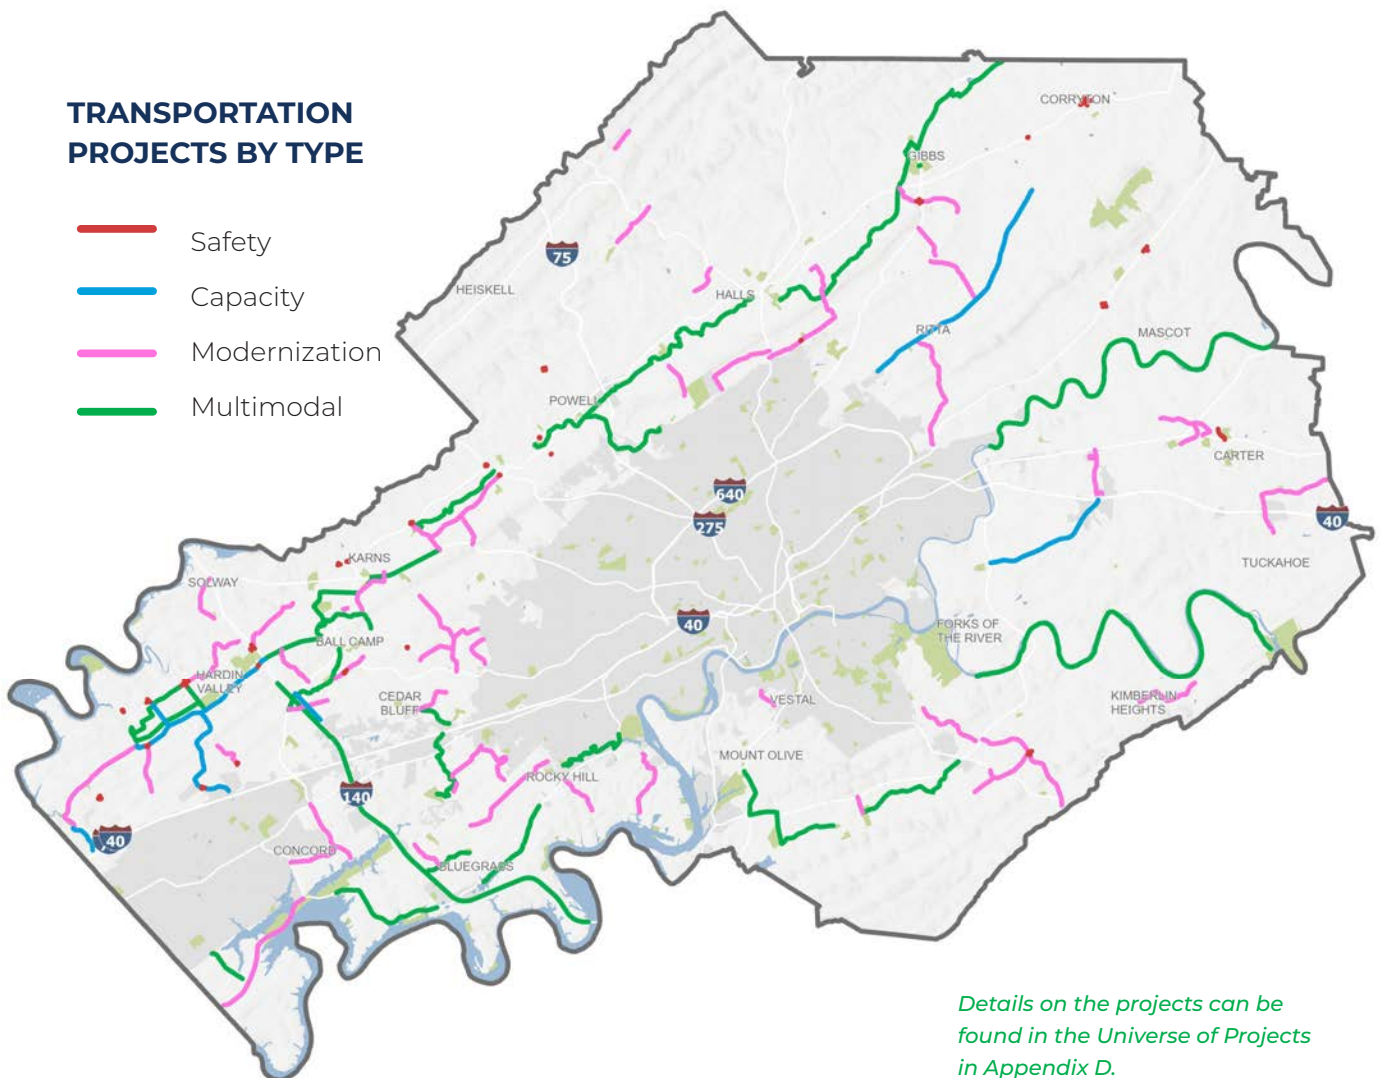 TRANSPORTATION
PROJECTS BY TYPE
Safety
Capacity
Modernization
Multimodal
CORRYTON
GIBBS
75
HEISKELL
HALLS
RITTA
MASCOT
POWELL
CARTER
640
275
40
KARNS
SOLWAY
TUCKAHOE
40
FORKS OF
THE RIVER
BALL CAMP
HARDIN
VALLEY
CEDAR
BLUFF
VESTAL
KIMBERLIN
HEIGHTS
MOUNT OLIVE
ROCKY HILL
140
40
CONCORD
BLUEGRASS
Details on the projects can be
found in the Universe of Projects
in Appendix D.